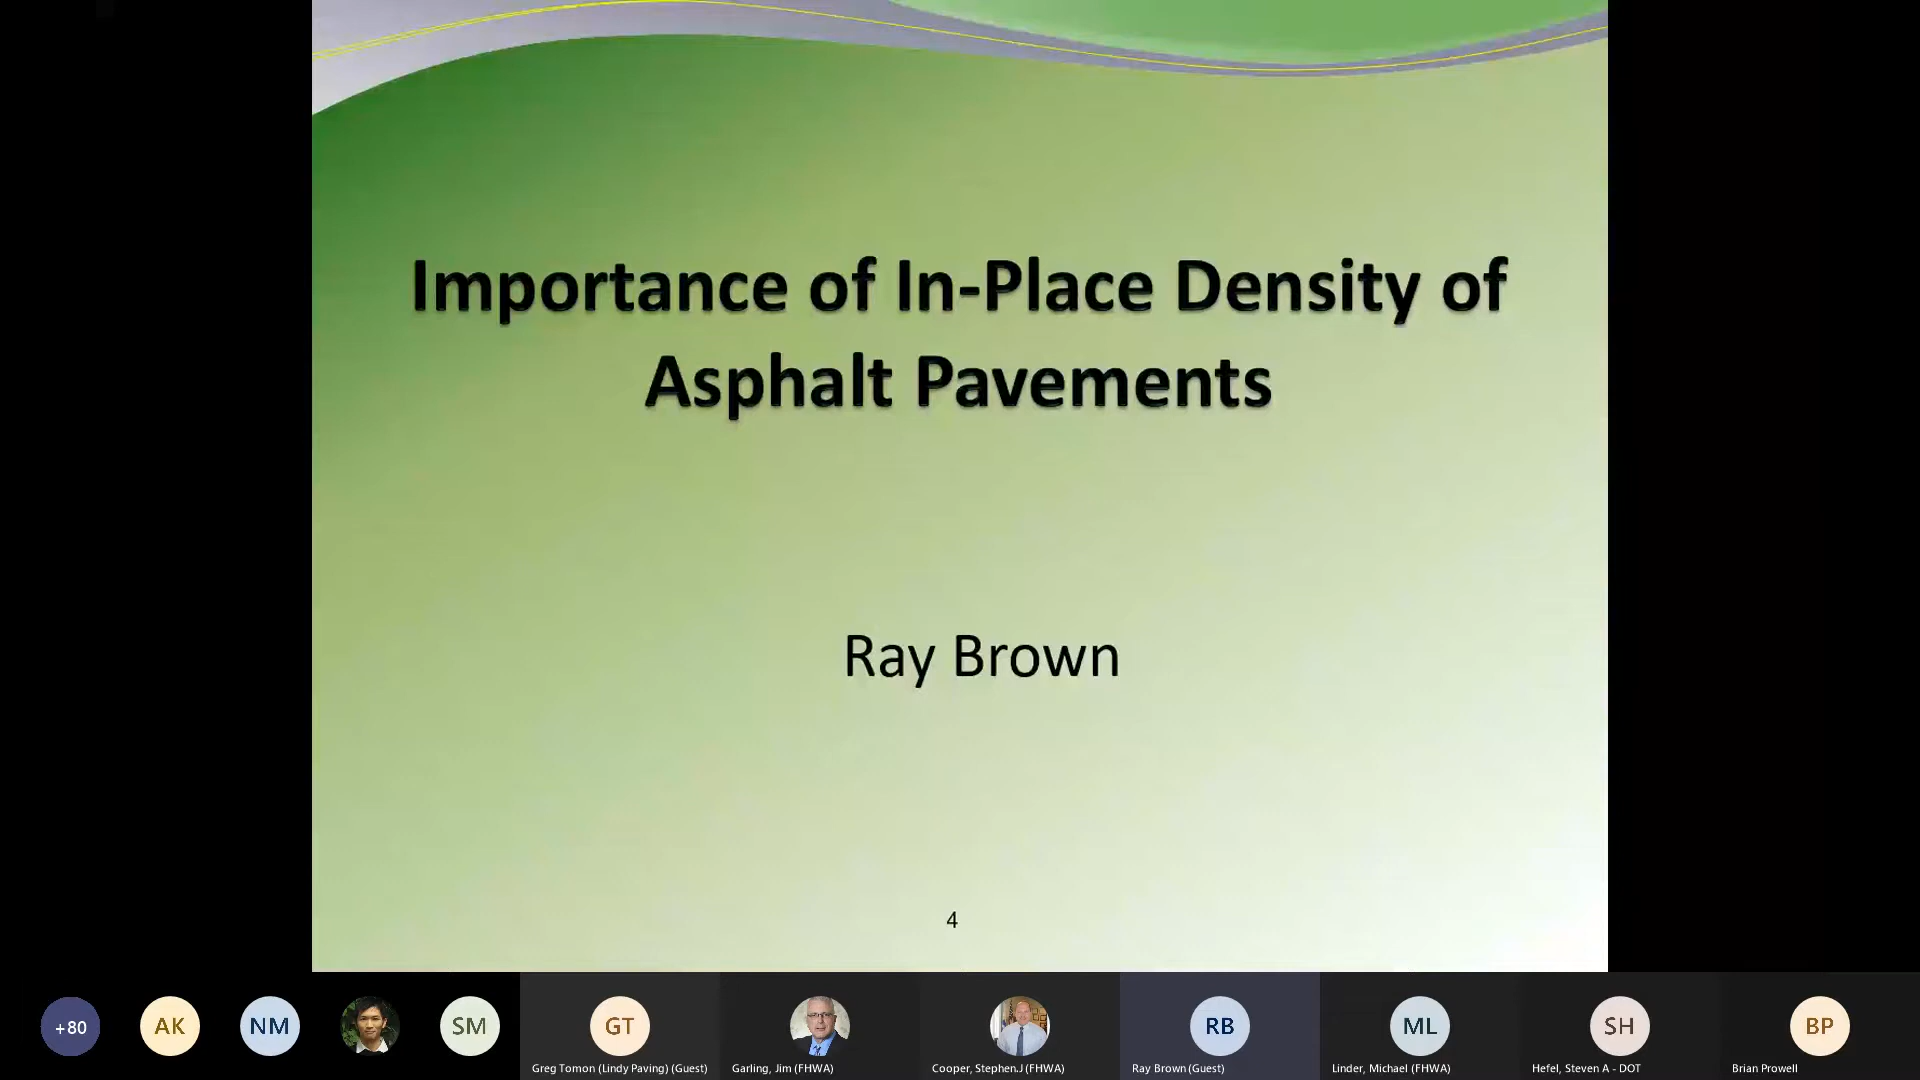 Importance of In-Place Density of
Asphalt Pavements
Ray Brown
4
+80
AK
NM
SM
GT
RB
ML
SH
BP
Greg Tomon (Lindy Paving) (Guest)
Garling, Jim (FHWA)
Cooper, Stephen.J (FHWA)
Ray Brown (Guest)
Linder, Michael (FHWA)
Hefel, Steven A - DOT
Brian Prowell